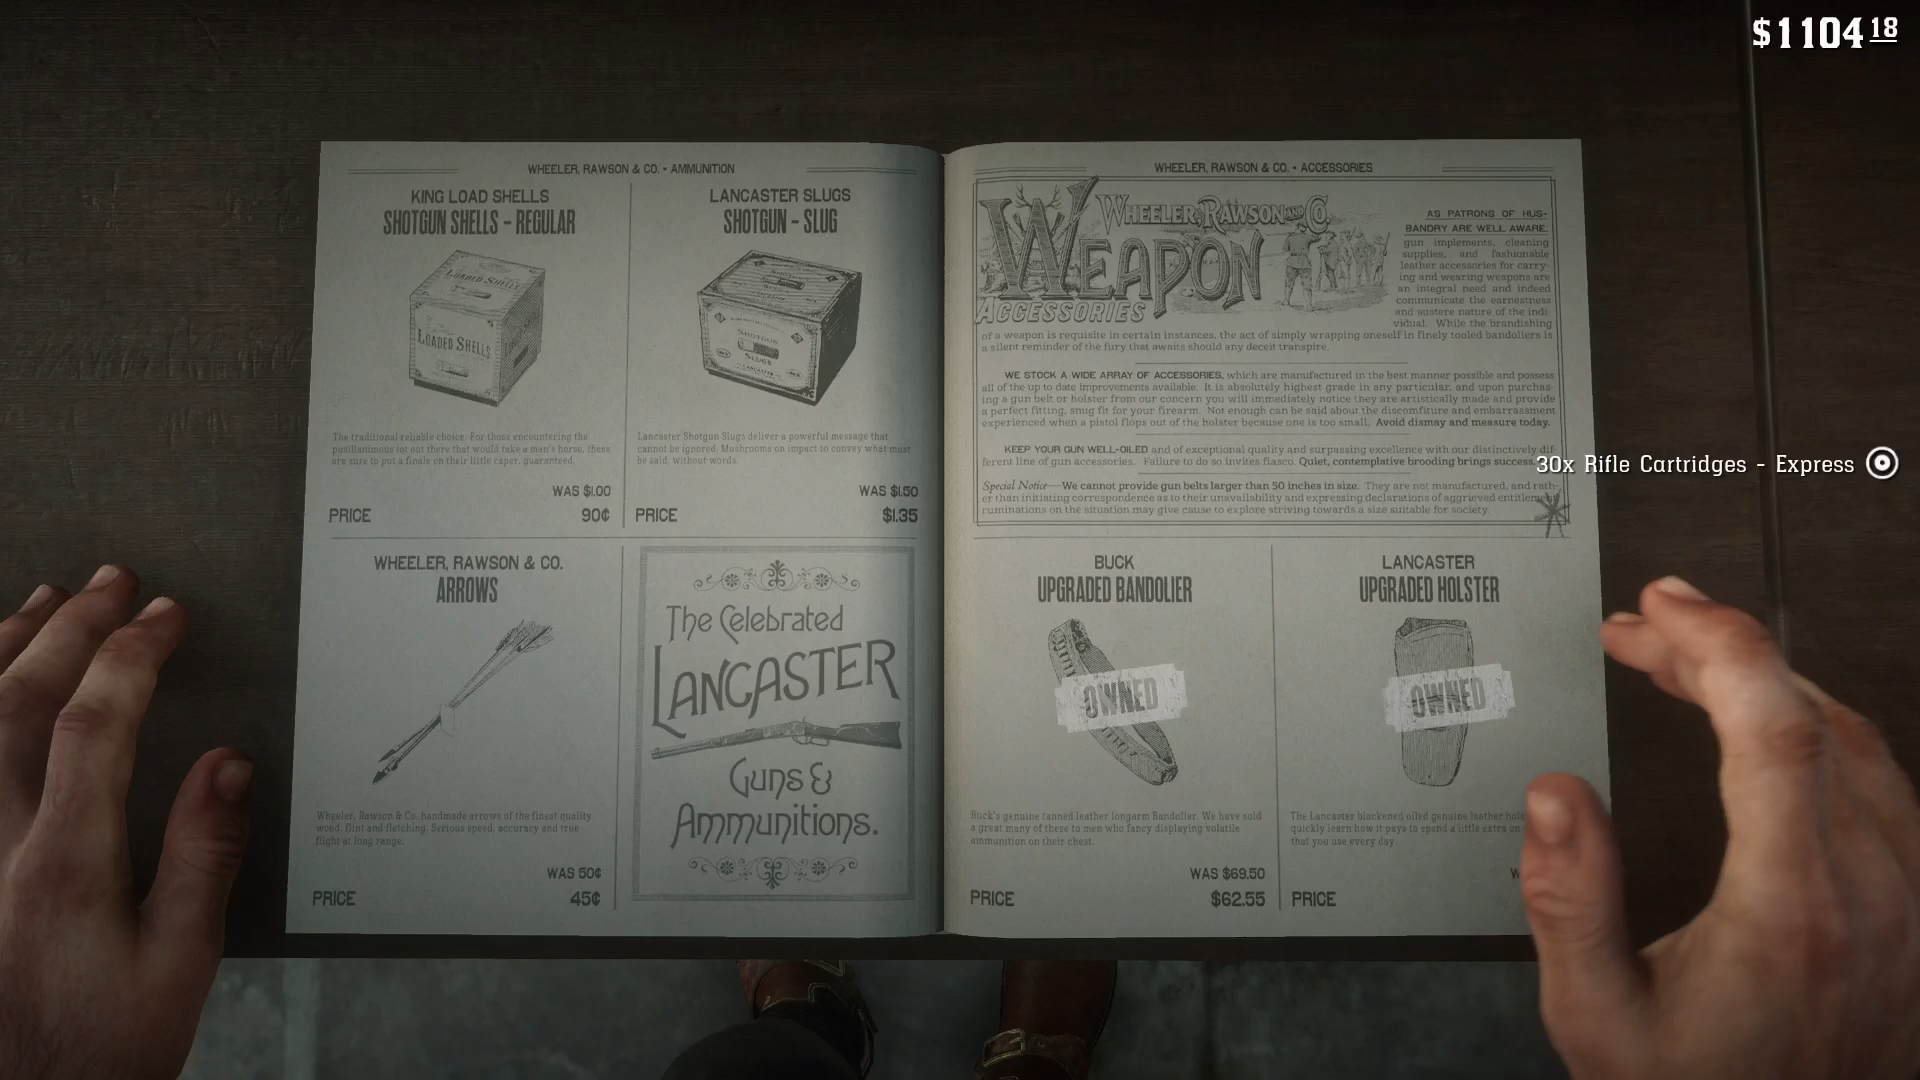 $1104 18
WHEELER, RAWSON & CO. • AMMUNITION
KING LOAD SHELLS
SHOTGUN SHELLS - REGULAR
LOADED SHELLS
LOADED SHELLS
The traditional reliable choice. For those encountering the
pusillanimous lot out there that would take a man's horse, these
are sure to put a finale on their little caper, guaranteed.
WAS $1.00
PRICE 90¢
LANCASTER SLUGS
SHOTGUN - SLUG
SHOTGUN
SLUGS
Lancaster Shotgun Slugs deliver a powerful message that
cannot be ignored. Mushrooms on impact to convey what must
be said, without words.
WAS $1.50
PRICE $1.35
WHEELER, RAWSON & CO.
ARROWS
Wheeler, Rawson & Co. handmade arrows of the finest quality
wood, flint and fletching. Serious speed, accuracy and true
flight at long range.
WAS 50¢
PRICE 45¢
The Celebrated
LANCASTER
Guns &
Ammunitions.
WHEELER, RAWSON & CO. • ACCESSORIES
WHEELER, RAWSON AND CO.
WEAPON
ACCESSORIES
AS PATRONS OF HUS-
BANDRY ARE WELL AWARE,
gun implements, cleaning
supplies, and fashionable
leather accessories for carry-
ing and wearing weapons are
an integral need and indeed
communicate the earnestness
and austere nature of the indi-
vidual. While the brandishing
of a weapon is requisite in certain instances, the act of simply wrapping oneself in finely tooled bandoliers is
a silent reminder of the fury that awaits should any deceit transpire.
WE STOCK A WIDE ARRAY OF ACCESSORIES, which are manufactured in the best manner possible and possess
all of the up to date improvements available. It is absolutely highest grade in any particular, and upon purchas-
ing a gun belt or holster from our concern you will immediately notice they are artistically made and provide
a perfect fitting, snug fit for your firearm. Not enough can be said about the discomfiture and embarrassment
experienced when a pistol flops out of the holster because one is too small. Avoid dismay and measure today.
KEEP YOUR GUN WELL-OILED and of exceptional quality and surpassing excellence with our distinctively dif-
ferent line of gun accessories. Failure to do so invites fiasco. Quiet, contemplative brooding brings success.
30x Rifle Cartridges - Express
Special Notice—We cannot provide gun belts larger than 50 inches in size. They are not manufactured, and rath-
er than initiating correspondence as to their unavailability and expressing declarations of aggrieved entitlement
ruminations on the situation may give cause to explore striving towards a size suitable for society.
BUCK
UPGRADED BANDOLIER
OWNED
Buck's genuine tanned leather longarm Bandolier. We have sold
a great many of these to men who fancy displaying volatile
ammunition on their chest.
WAS $69.50
PRICE $62.55
LANCASTER
UPGRADED HOLSTER
OWNED
The Lancaster blackened oiled genuine leather
quickly learn how it pays to spend a little extra on
that you use every day.
PRICE